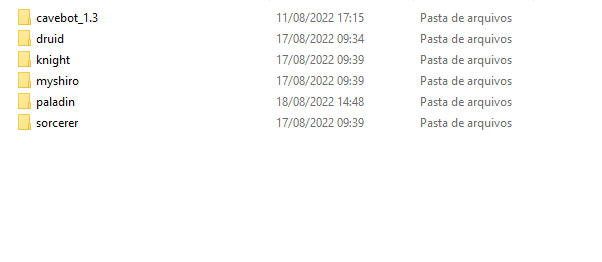 cavebot_1.3 11/08/2022 17:15 Pasta de arquivos
druid 17/08/2022 09:34 Pasta de arquivos
knight 17/08/2022 09:39 Pasta de arquivos
myshiro 17/08/2022 09:39 Pasta de arquivos
paladin 18/08/2022 14:48 Pasta de arquivos
sorcerer 17/08/2022 09:39 Pasta de arquivos